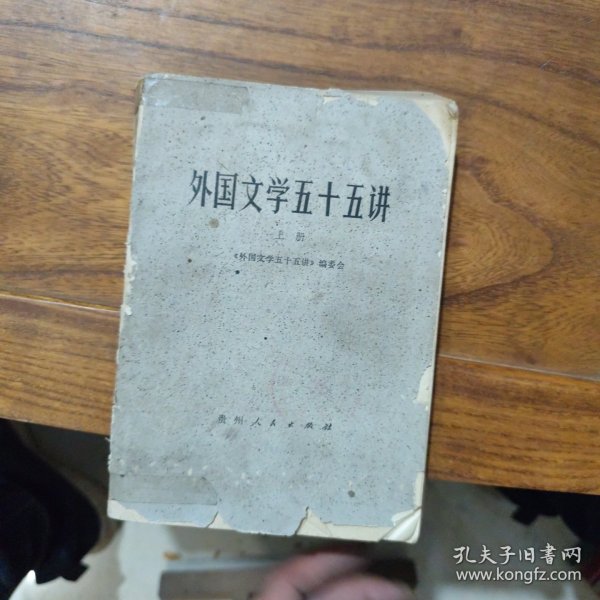 外国文学五十五讲
上册
《外国文学五十五讲》编委会
贵州人民出版社
孔夫子旧书网
www.kongfz.com